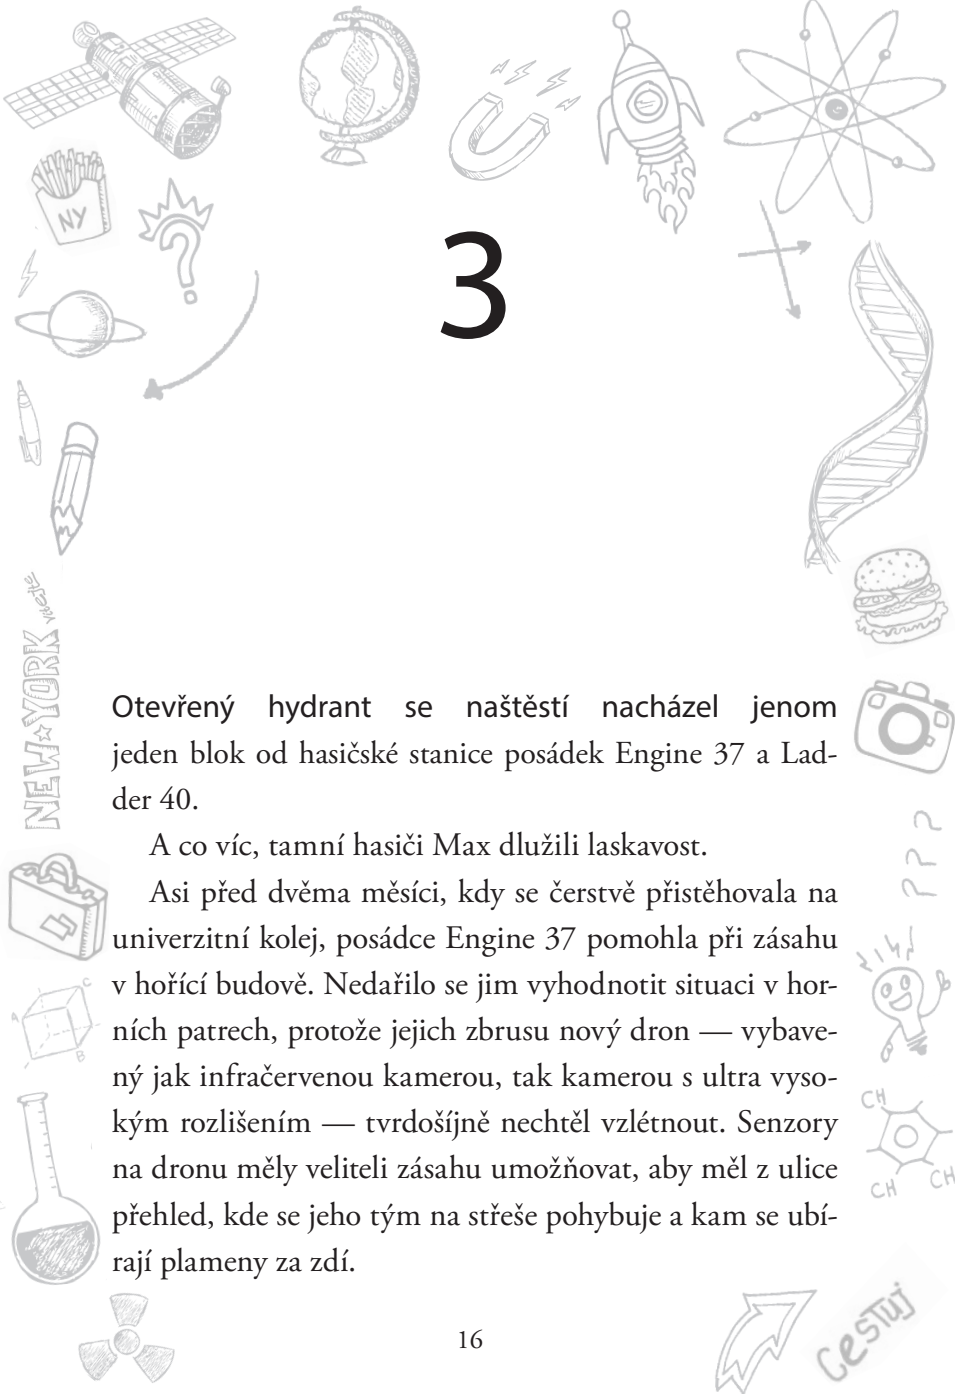 NY
3
NEW YORK
Otevřený hydrant se naštěstí nacházel jenom
jeden blok od hasičské stanice posádek Engine 37 a Lad-
der 40.
A co víc, tamní hasiči Max dlužili laskavost.
Asi před dvěma měsíci, kdy se čerstvě přistěhovala na
univerzitní kolej, posádce Engine 37 pomohla při zásahu
v hořící budově. Nedařilo se jim vyhodnotit situaci v hor-
ních patrech, protože jejich zbrusu nový dron — vybave-
ný jak infračervenou kamerou, tak kamerou s ultra vyso-
kým rozlišením — tvrdošíjně nechtěl vzlétnout. Senzory
na dronu měly veliteli zásahu umožňovat, aby měl z ulice
přehled, kde se jeho tým na střeše pohybuje a kam se ubí-
rají plameny za zdí.
C
A
B
CH
CH
CH
cestuj
16